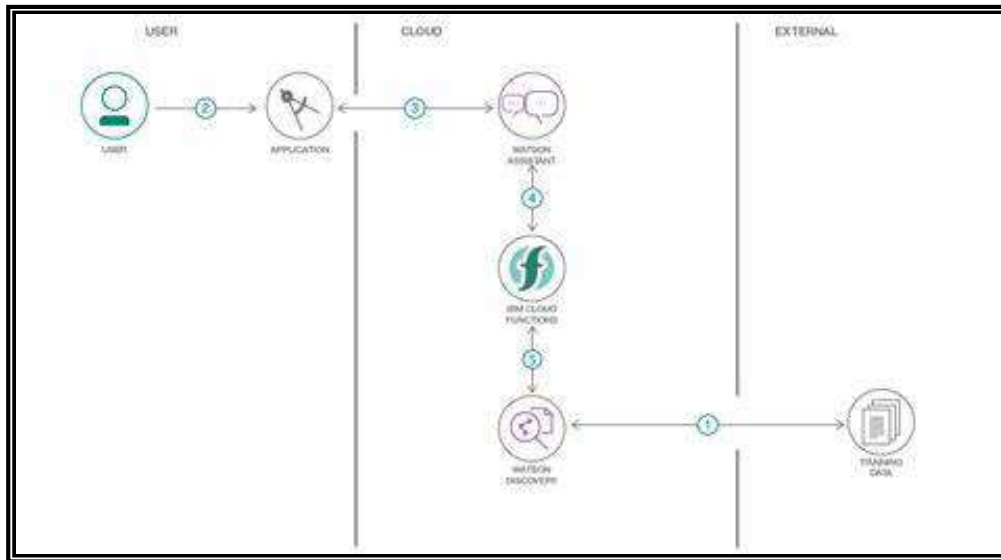 USER
CLOUD
EXTERNAL
2
3
USER
APPLICATION
WATSON
ASSISTANT
4
IBM CLOUD
FUNCTIONS
5
1
WATSON
DISCOVERY
TRAINING
DATA